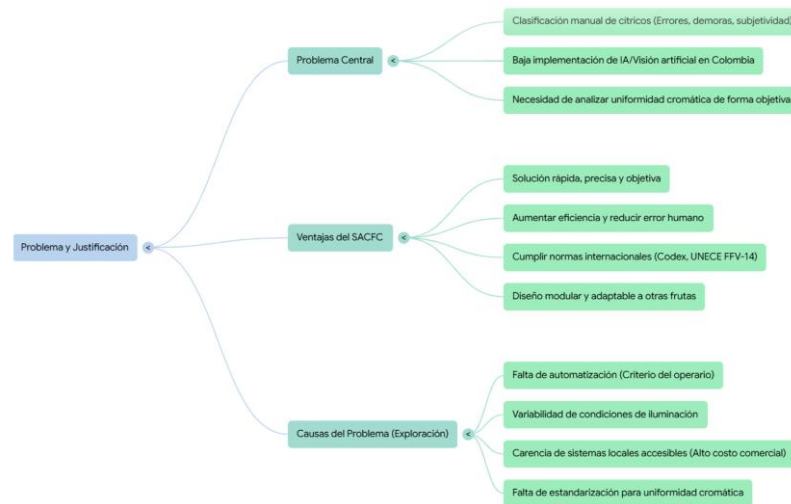 Problema y Justificación
Problema Central
Clasificación manual de cítricos (Errores, demoras, subjetividad)
Baja implementación de IA/Visión artificial en Colombia
Necesidad de analizar uniformidad cromática de forma objetiva
Ventajas del SACFC
Solución rápida, precisa y objetiva
Aumentar eficiencia y reducir error humano
Cumplir normas internacionales (Codex, UNECE FFV-14)
Diseño modular y adaptable a otras frutas
Causas del Problema (Exploración)
Falta de automatización (Criterio del operario)
Variabilidad de condiciones de iluminación
Carencia de sistemas locales accesibles (Alto costo comercial)
Falta de estandarización para uniformidad cromática